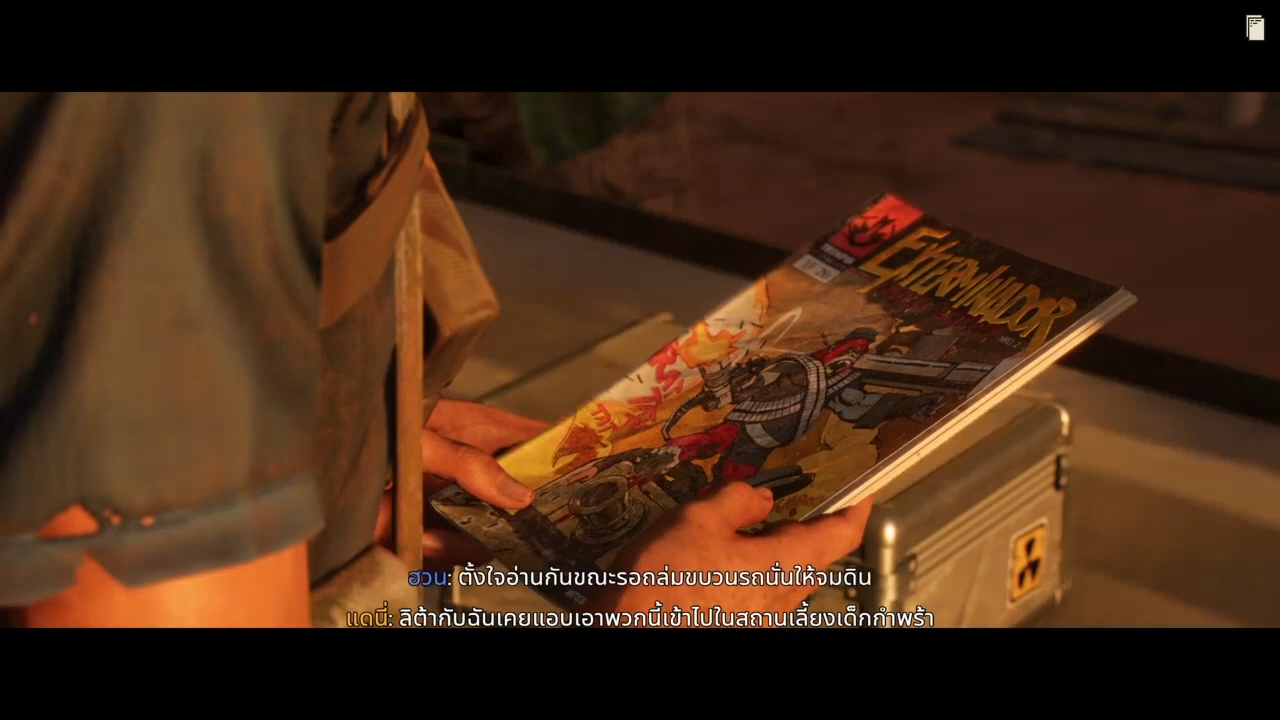 EXTERMINADOR
ฮวน: ตั้งใจอ่านกันขณะรอถล่มขบวนรถนั่นให้จมดิน
แดนี่: ลิต้ากับฉันเคยแอบเอาพวกนี้เข้าไปในสถานเลี้ยงเด็กกำพร้า